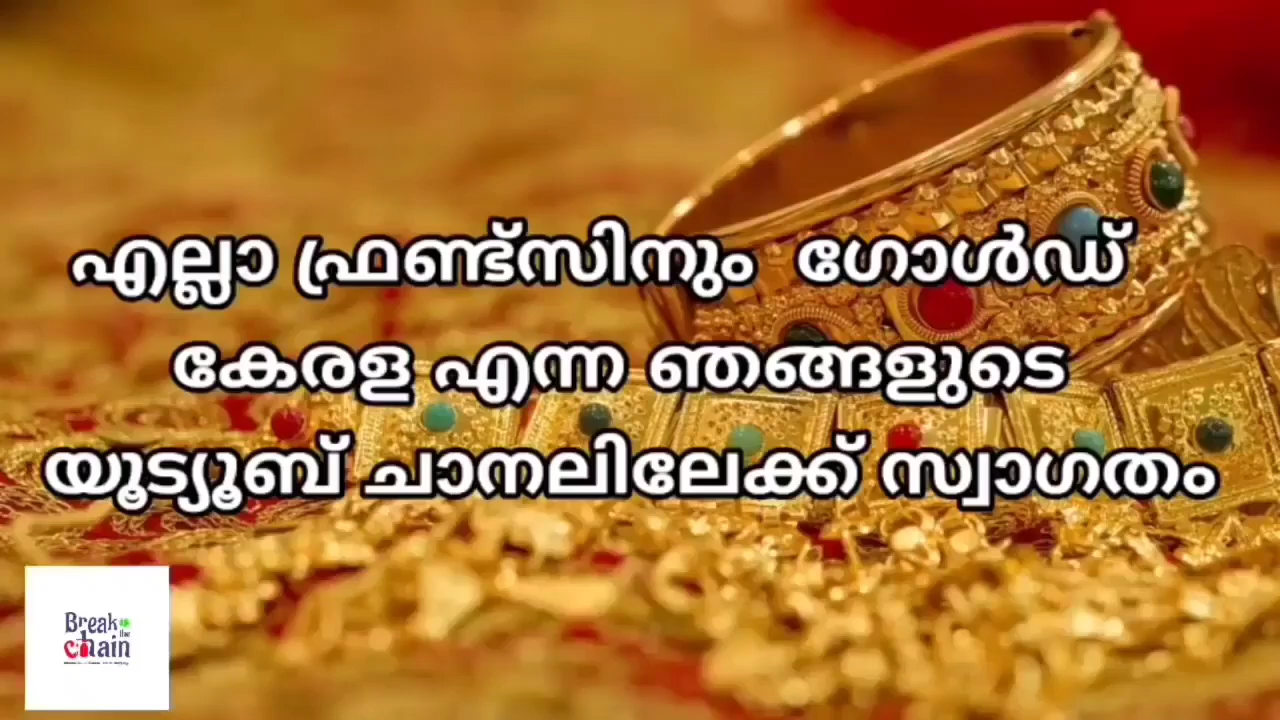 എല്ലാ ഫ്രണ്ട്സിനും ഗോൾഡ്
കേരള എന്ന ഞങ്ങളുടെ
യൂട്യൂബ് ചാനലിലേക്ക് സ്വാഗതം
Break
the
chain